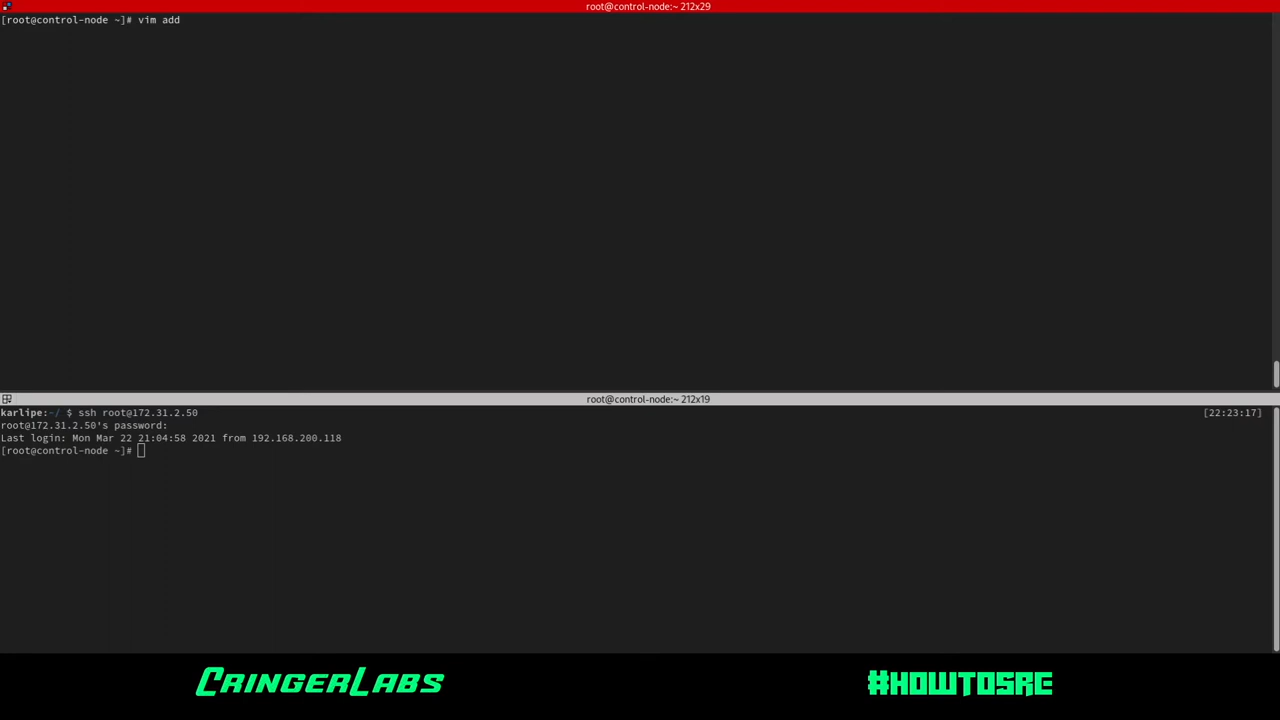 root@control-node:~ 212x29
[root@control-node ~]# vim add
root@control-node:~ 212x19
karlipe:~/ $ ssh root@172.31.2.50 [22:23:17]
root@172.31.2.50's password:
Last login: Mon Mar 22 21:04:58 2021 from 192.168.200.118
[root@control-node ~]#
CRINGERLABS #HOWTOSRE